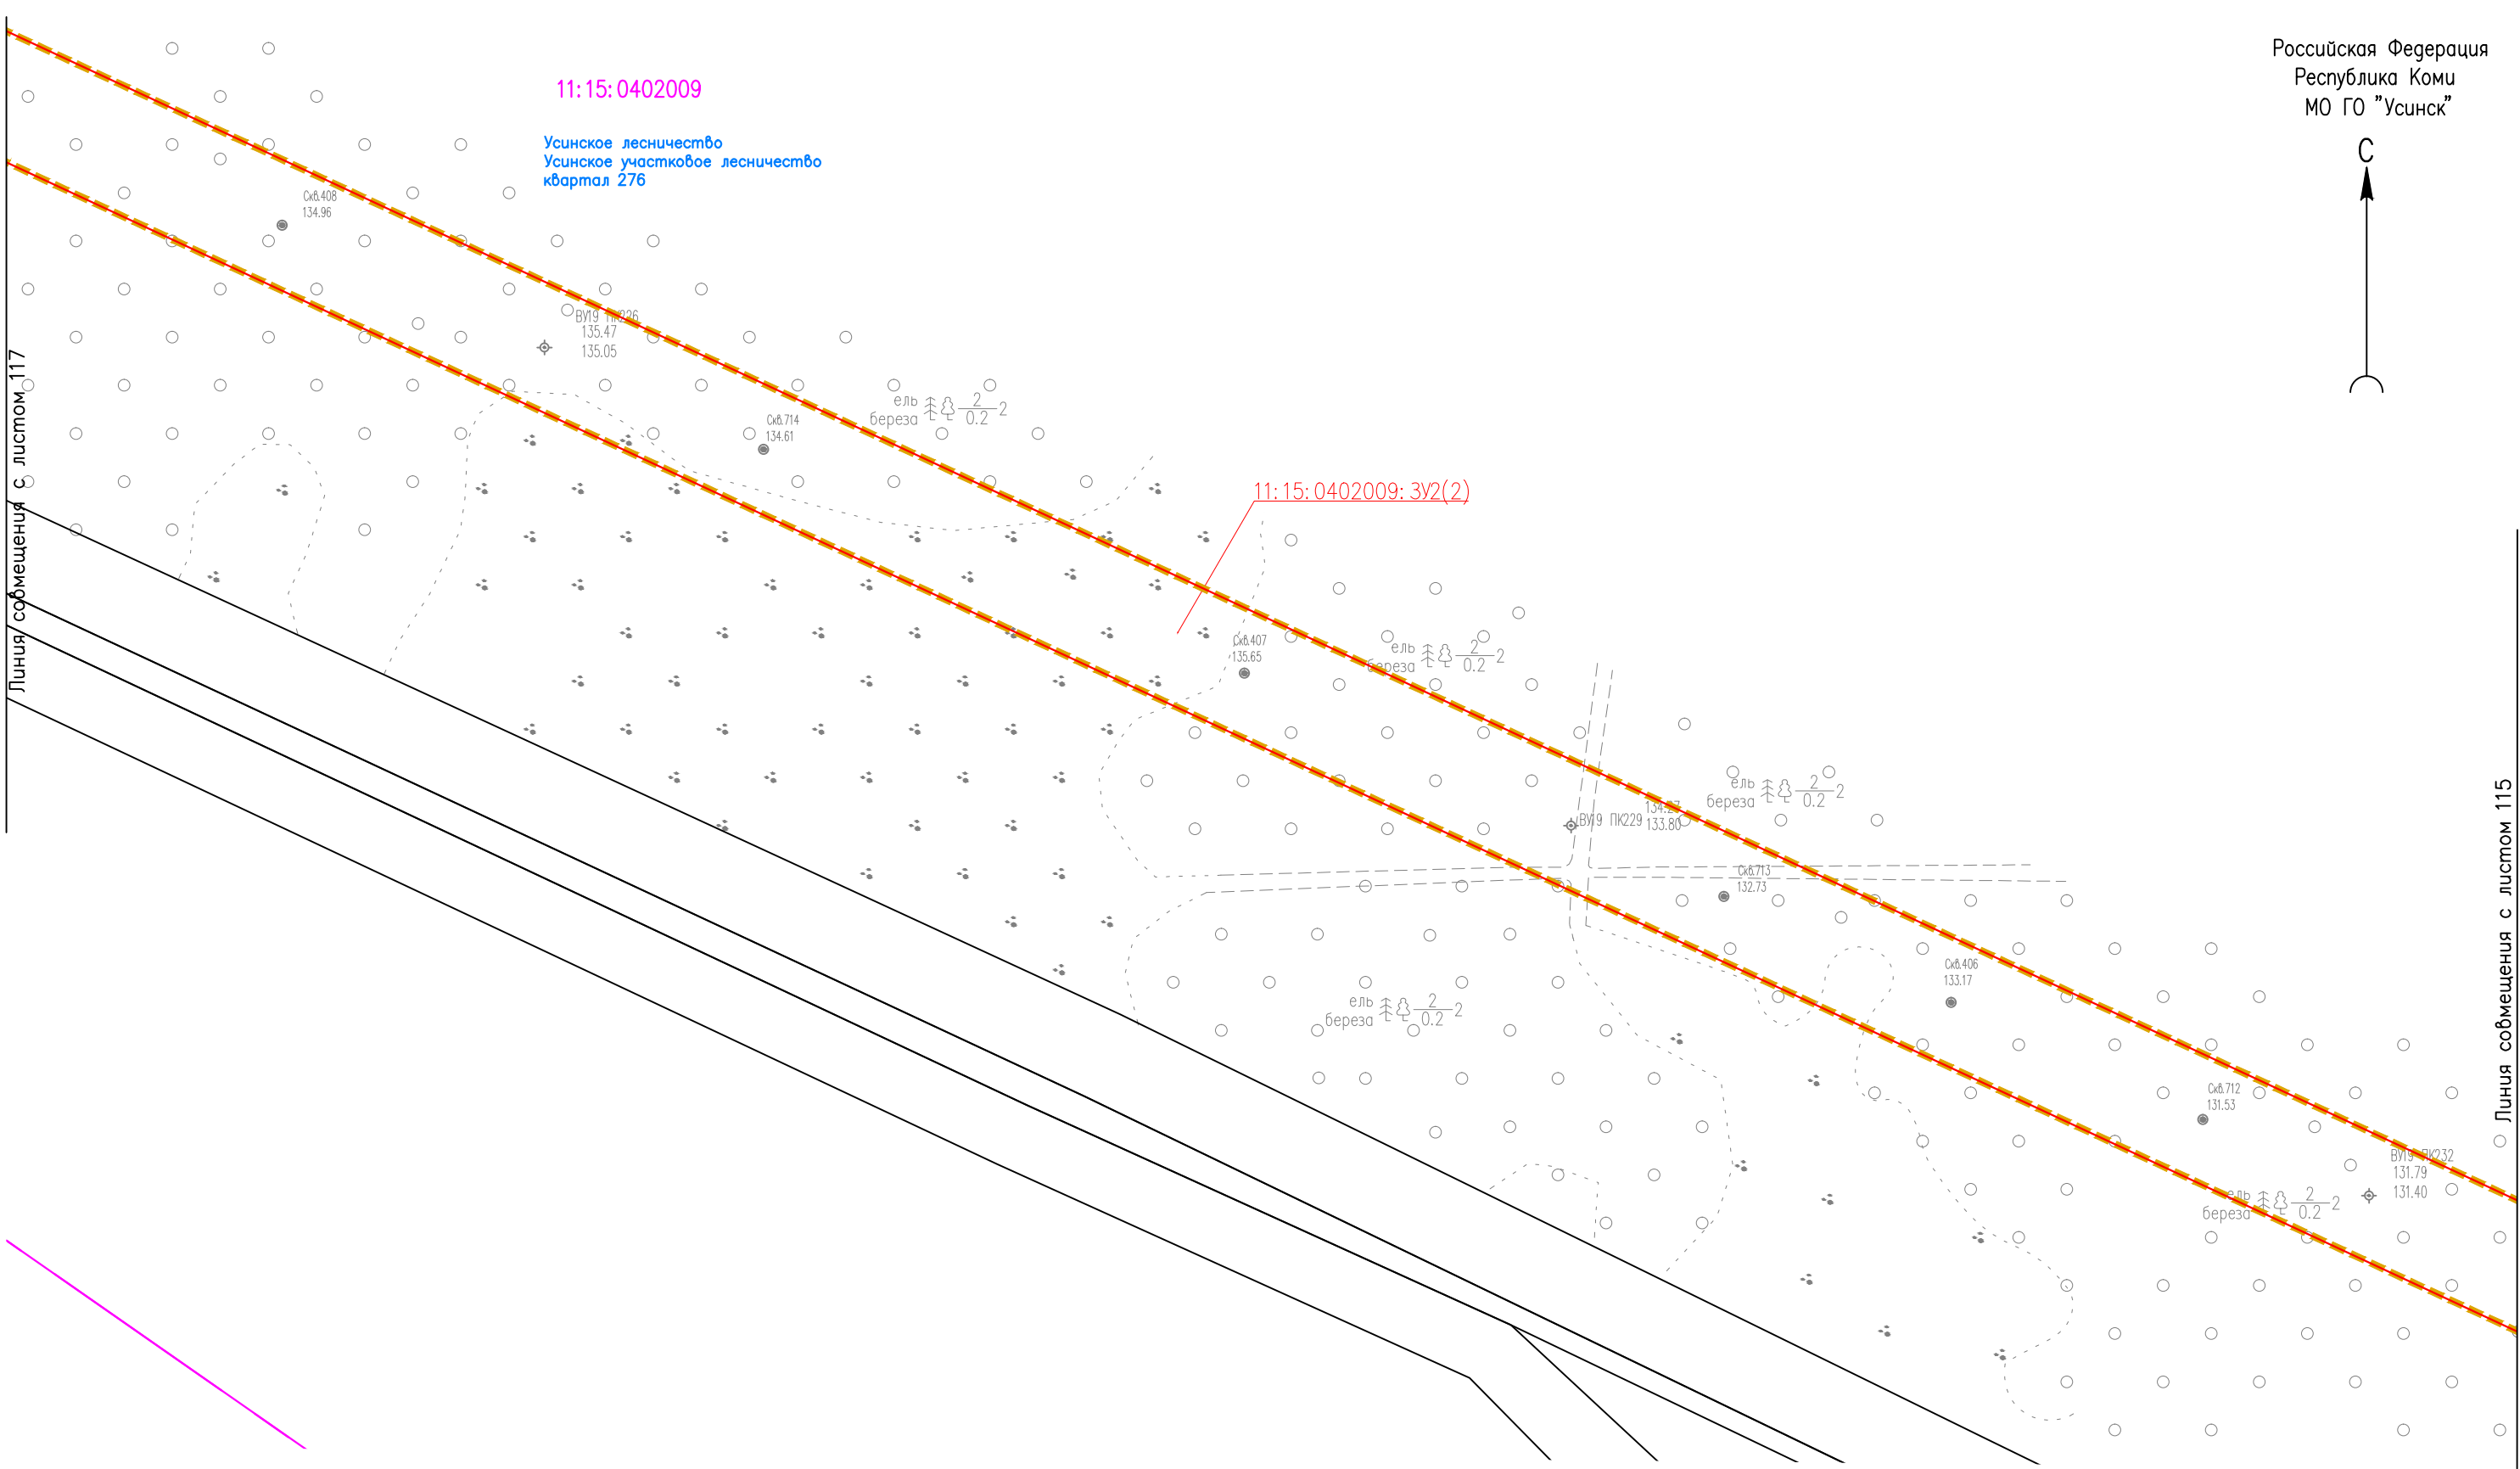 Российская Федерация
Республика Коми
МО ГО "Усинск"
С
11:15:0402009
Усинское лесничество
Усинское участковое лесничество
квартал 276
Скв.408
134.96
ВУ19 ПК226
135.47
135.05
Линия совмещения с листом 117
ель
береза
2
0.2
2
Скв.714
134.61
11:15:0402009:ЗУ2(2)
Скв.407
135.65
ель
береза
2
0.2
2
ель
береза
2
0.2
2
134.27
ВУ19 ПК229 133.80
Скв.713
132.73
Линия совмещения с листом 115
Скв.406
133.17
ель
береза
2
0.2
2
Скв.712
131.53
ВУ19 ПК232
131.79
131.40
ель
береза
2
0.2
2